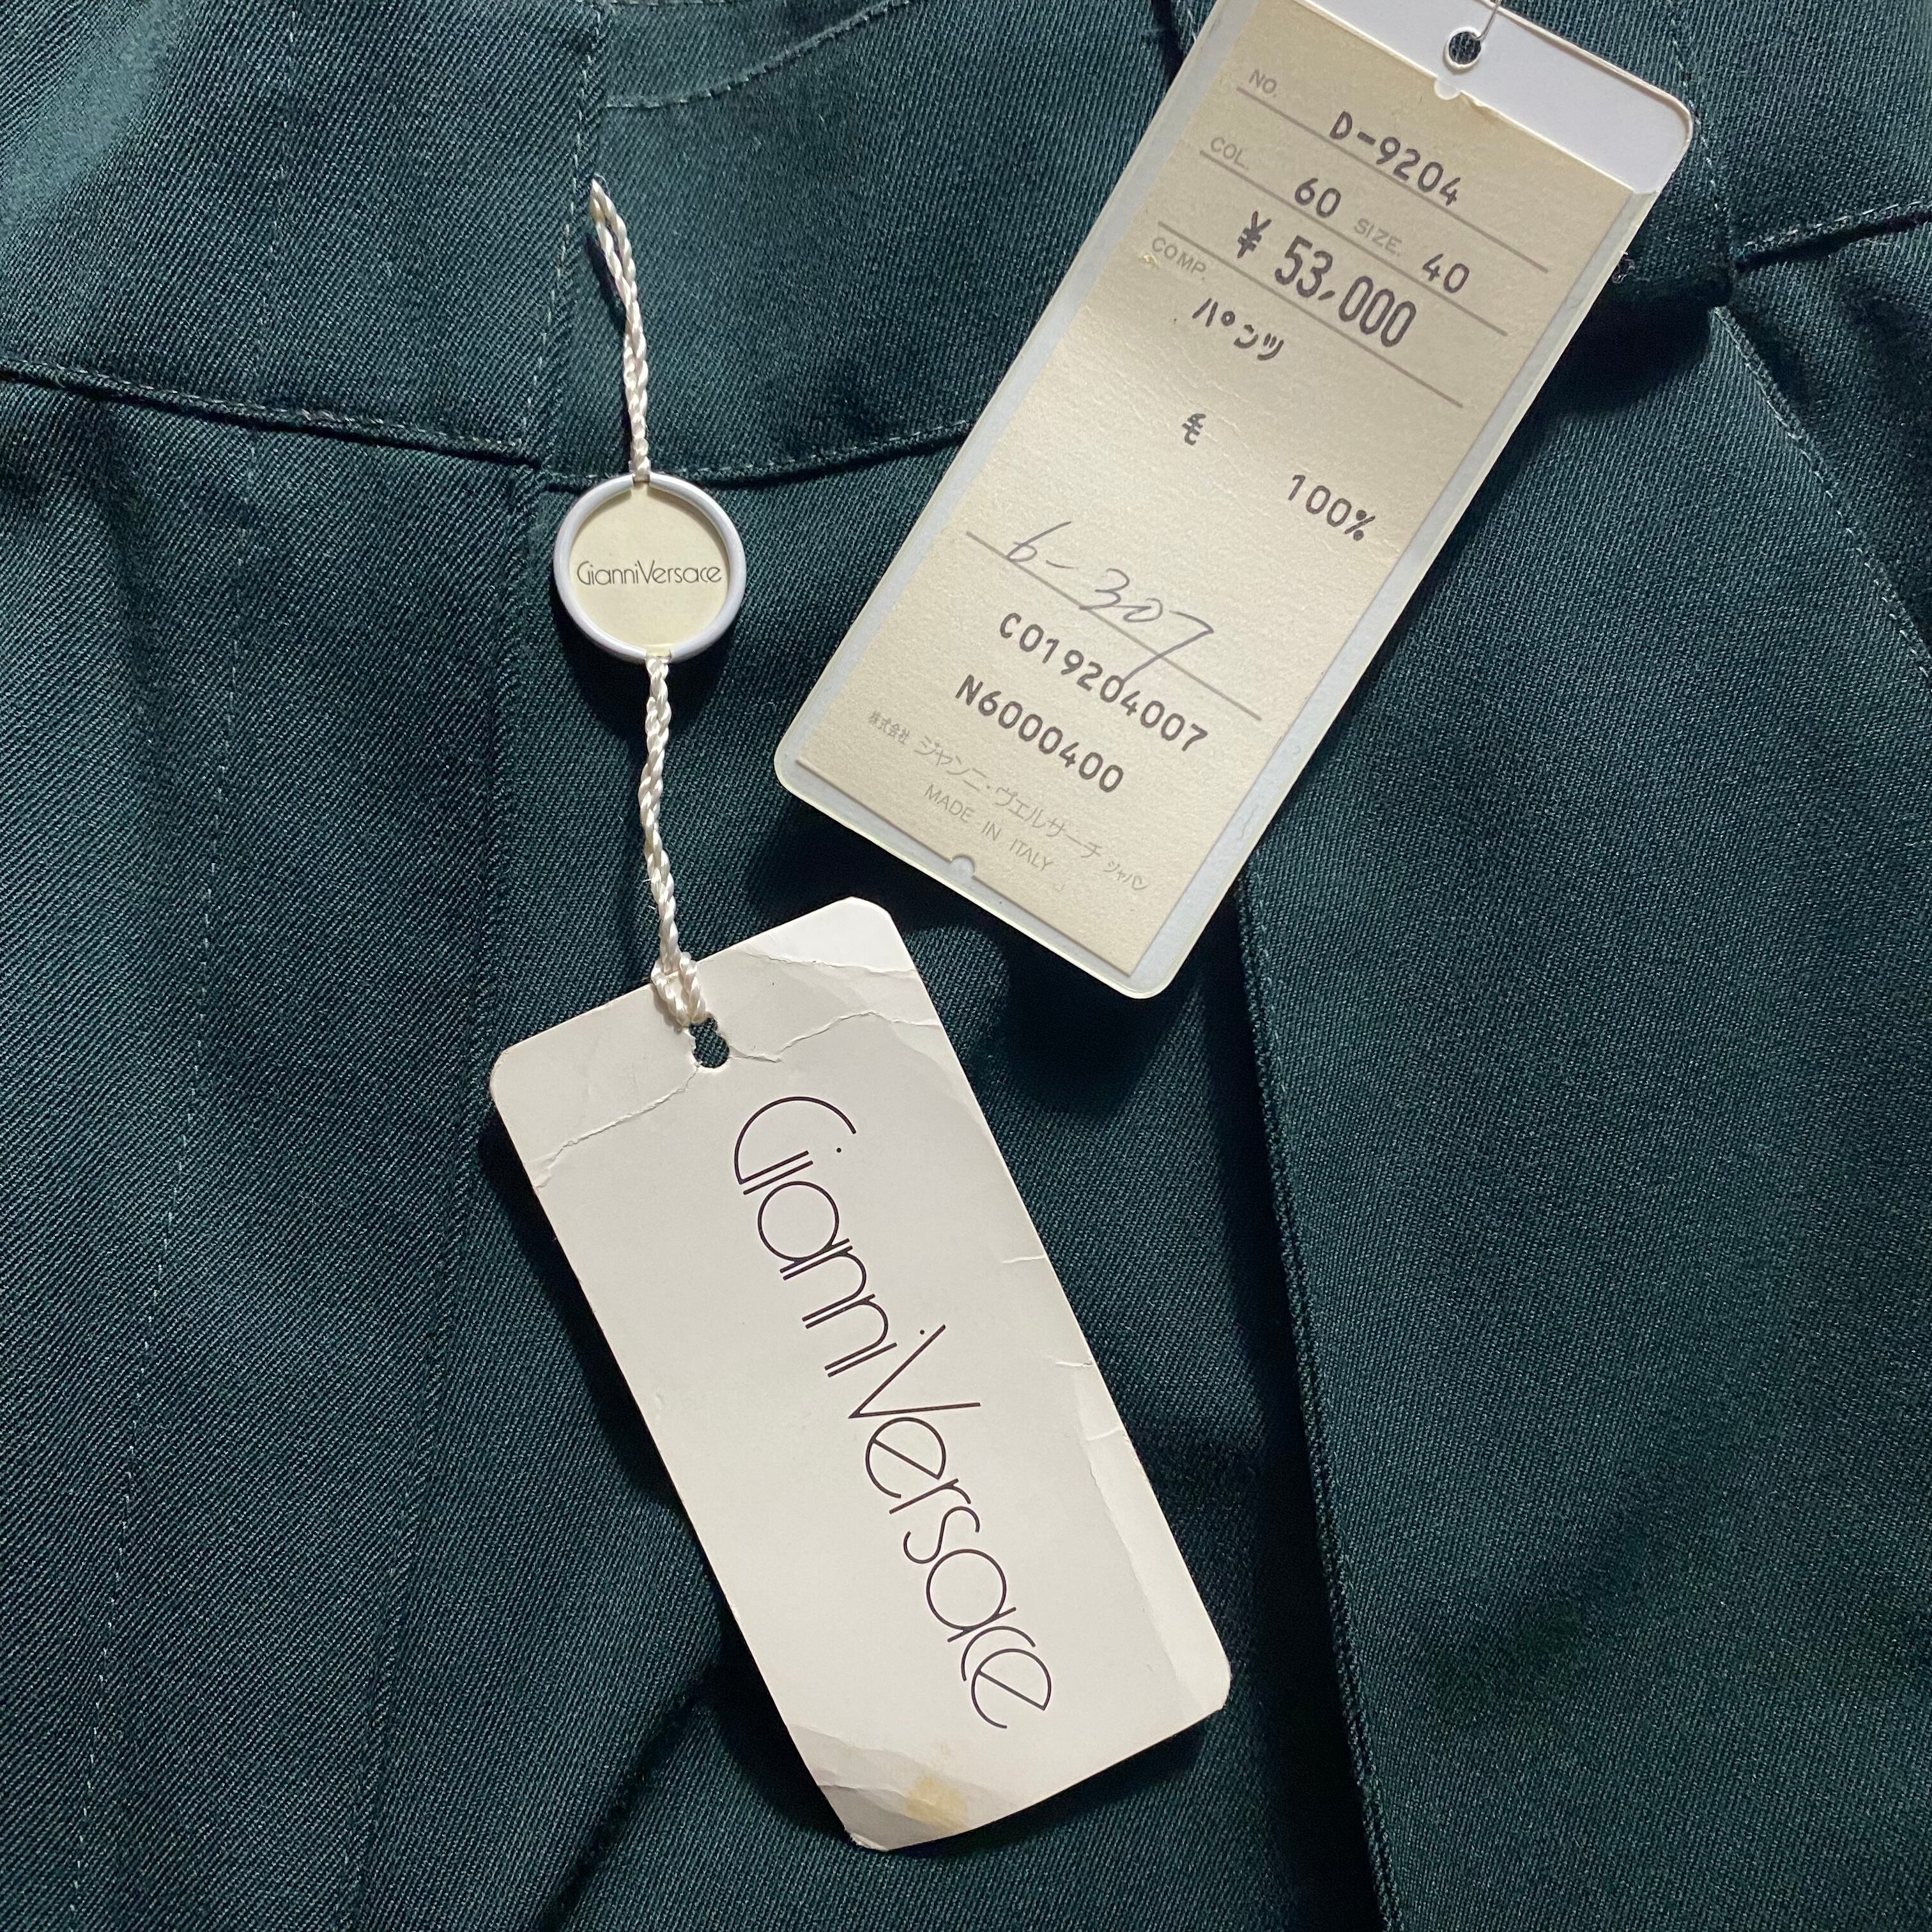 NO. D-9204
COL. 60 SIZE. 40
¥ 53,000
COMP.
パンツ
毛
100%
6-307
C019204007
N6000400
株式会社 ジャンニ・ヴェルサーチ ジャパン
MADE IN ITALY
GianniVersace
GianniVersace